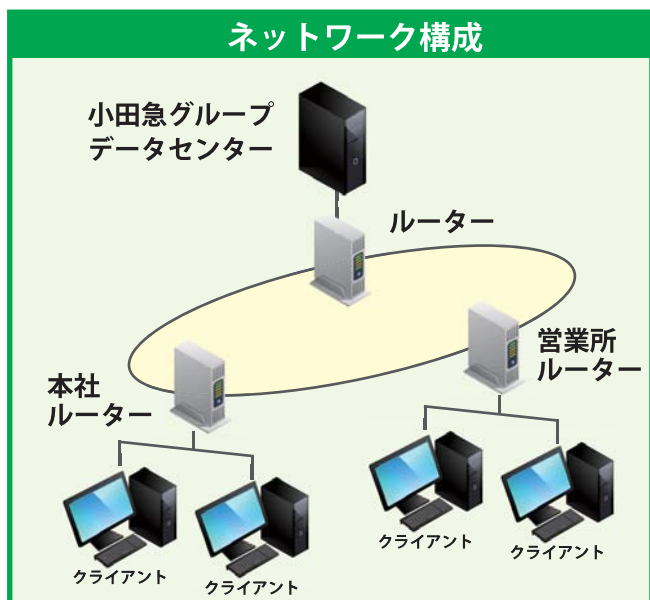 ネットワーク構成
小田急グループ
データセンター
ルーター
営業所
ルーター
本社
ルーター
クライアント
クライアント
クライアント
クライアント